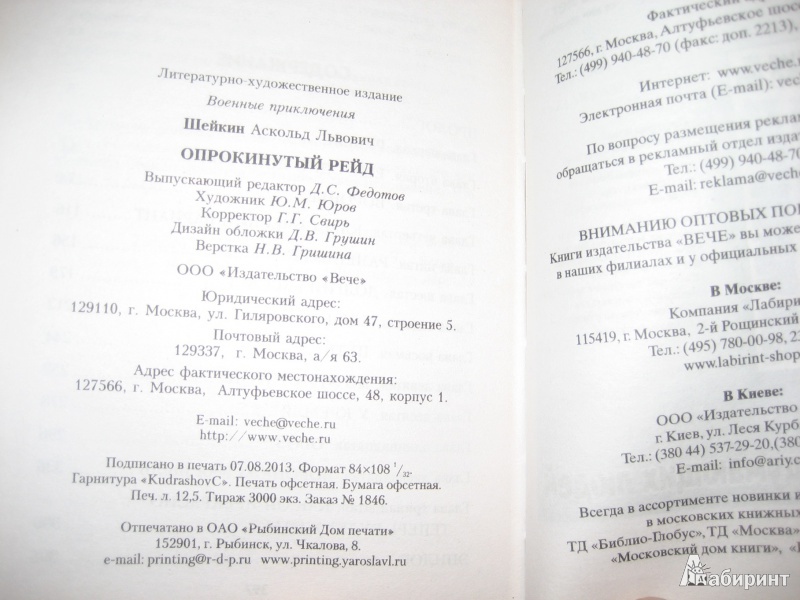 Литературно-художественное издание
Военные приключения
Шейкин Аскольд Львович
ОПРОКИНУТЫЙ РЕЙД
Выпускающий редактор Д.С. Федотов
Художник Ю.М. Юров
Корректор Г.Г. Свирь
Дизайн обложки Д.В. Грушин
Верстка Н.В. Гришина
ООО «Издательство «Вече»
Юридический адрес:
129110, г. Москва, ул. Гиляровского, дом 47, строение 5.
Почтовый адрес:
129337, г. Москва, а/я 63.
Адрес фактического местонахождения:
127566, г. Москва, Алтуфьевское шоссе, 48, корпус 1.
E-mail: veche@veche.ru
http://www.veche.ru
Подписано в печать 07.08.2013. Формат 84×108 1/32.
Гарнитура «KudrashovC». Печать офсетная. Бумага офсетная.
Печ. л. 12,5. Тираж 3000 экз. Заказ № 1846.
Отпечатано в ОАО «Рыбинский Дом печати»
152901, г. Рыбинск, ул. Чкалова, 8.
e-mail: printing@r-d-p.ru www.printing.yaroslavl.ru
Фактический
127566, г. Москва, Алтуфьевское шоссе
Тел.: (499) 940-48-70 (факс: доп. 2213),
Интернет: www.veche.
Электронная почта (E-mail): vec
По вопросу размещения рекла
обращаться в рекламный отдел изда
Тел.: (499) 940-48-70
E-mail: reklama@vech
ВНИМАНИЮ ОПТОВЫХ ПО
Книги издательства «ВЕЧЕ» вы може
в наших филиалах и у официальных
В Москве:
Компания «Лабири
115419, г. Москва, 2-й Рощинский
Тел.: (495) 780-00-98, 2
www.labirint-shop
В Киеве:
ООО «Издательство
г. Киев, ул. Леся Курб
Тел.: (380 44) 537-29-20,(380
E-mail: info@ariy.c
Всегда в ассортименте новинки и
в московских книжных
ТД «Библио-Глобус», ТД «Москва»
«Московский дом книги»,
Лабиринт